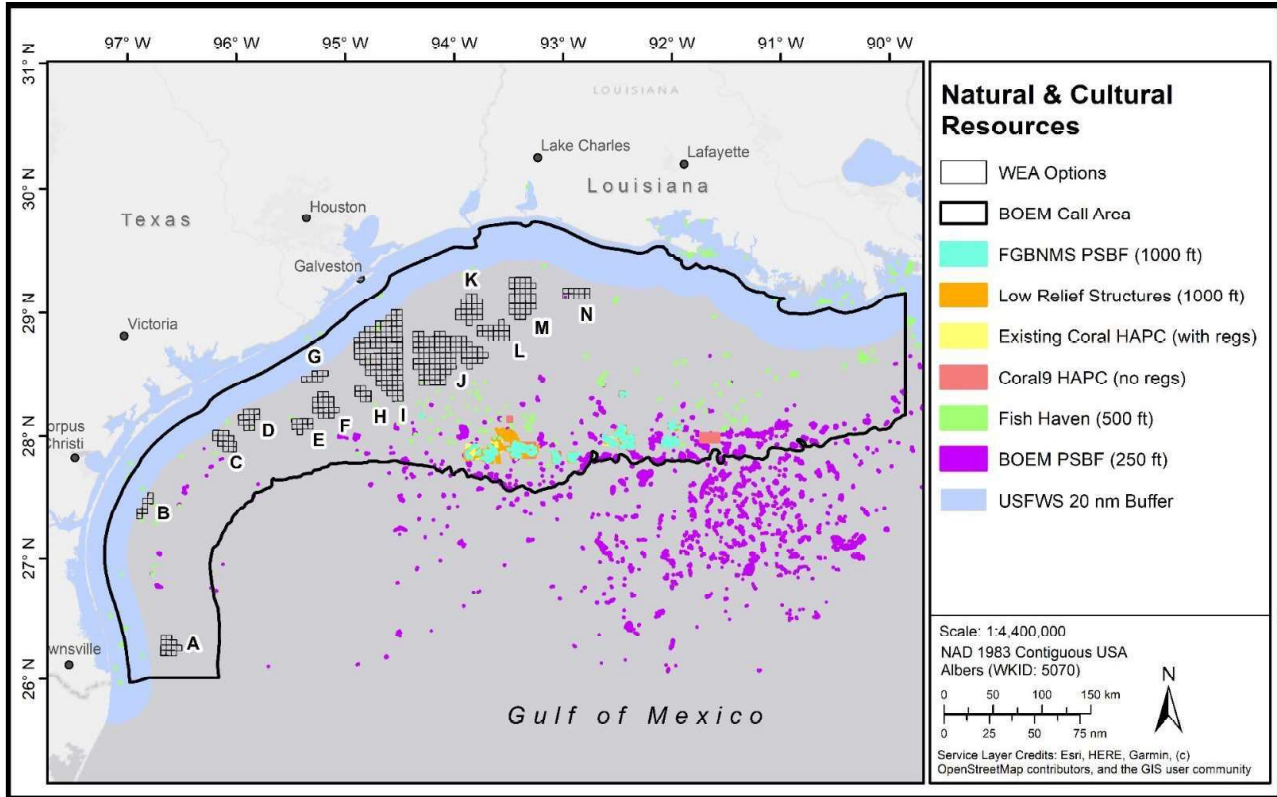 97° W 96° W 95° W 94° W 93° W 92° W 91° W 90° W
31° N
30° N
29° N
28° N
27° N
26° N
LOUISIANA
Lake Charles
Lafayette
Louisiana
Texas
Houston
Galveston
Victoria
orpus
Christi
wnsville
K
M
N
G
L
J
I
H
F
D
E
C
B
A
Gulf of Mexico
Natural & Cultural
Resources
WEA Options
BOEM Call Area
FGBNMS PSBF (1000 ft)
Low Relief Structures (1000 ft)
Existing Coral HAPC (with regs)
Coral9 HAPC (no regs)
Fish Haven (500 ft)
BOEM PSBF (250 ft)
USFWS 20 nm Buffer
Scale: 1:4,400,000
NAD 1983 Contiguous USA
Albers (WKID: 5070)
N
0 50 100 150 km
0 25 50 75 nm
Service Layer Credits: Esri, HERE, Garmin, (c)
OpenStreetMap contributors, and the GIS user community